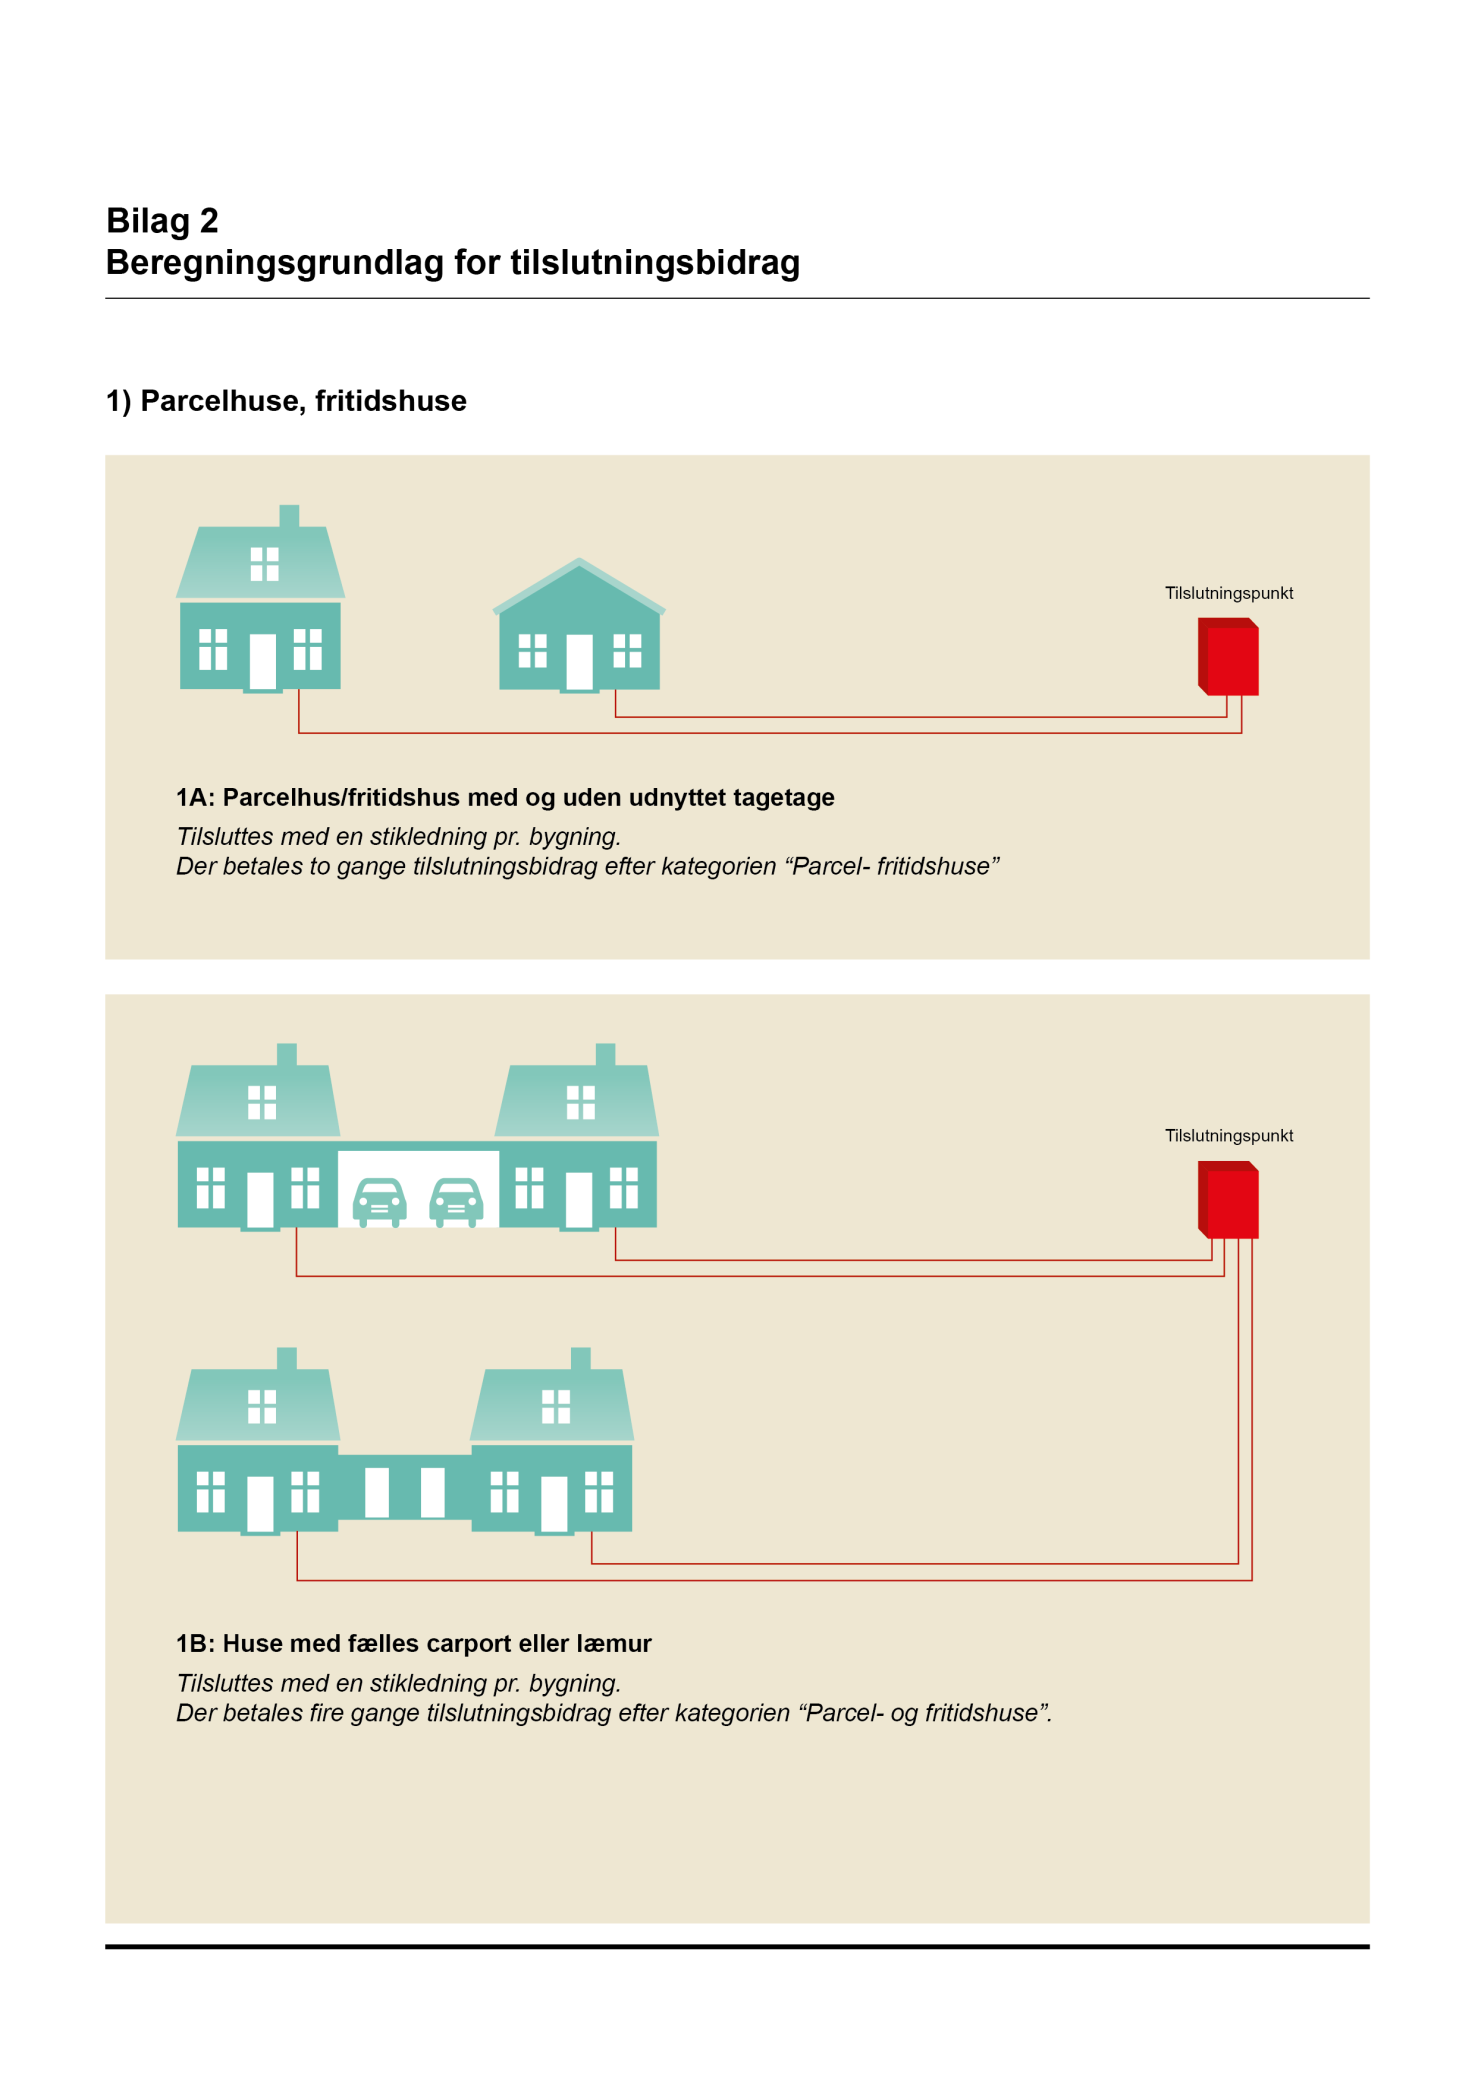 Bilag 2
Beregningsgrundlag for tilslutningsbidrag
1) Parcelhuse, fritidshuse
Tilslutningspunkt
1A: Parcelhus/fritidshus med og uden udnyttet tagetage
Tilsluttes med en stikledning pr. bygning.
Der betales to gange tilslutningsbidrag efter kategorien “Parcel- fritidshuse”
Tilslutningspunkt
1B: Huse med fælles carport eller læmur
Tilsluttes med en stikledning pr. bygning.
Der betales fire gange tilslutningsbidrag efter kategorien “Parcel- og fritidshuse”.